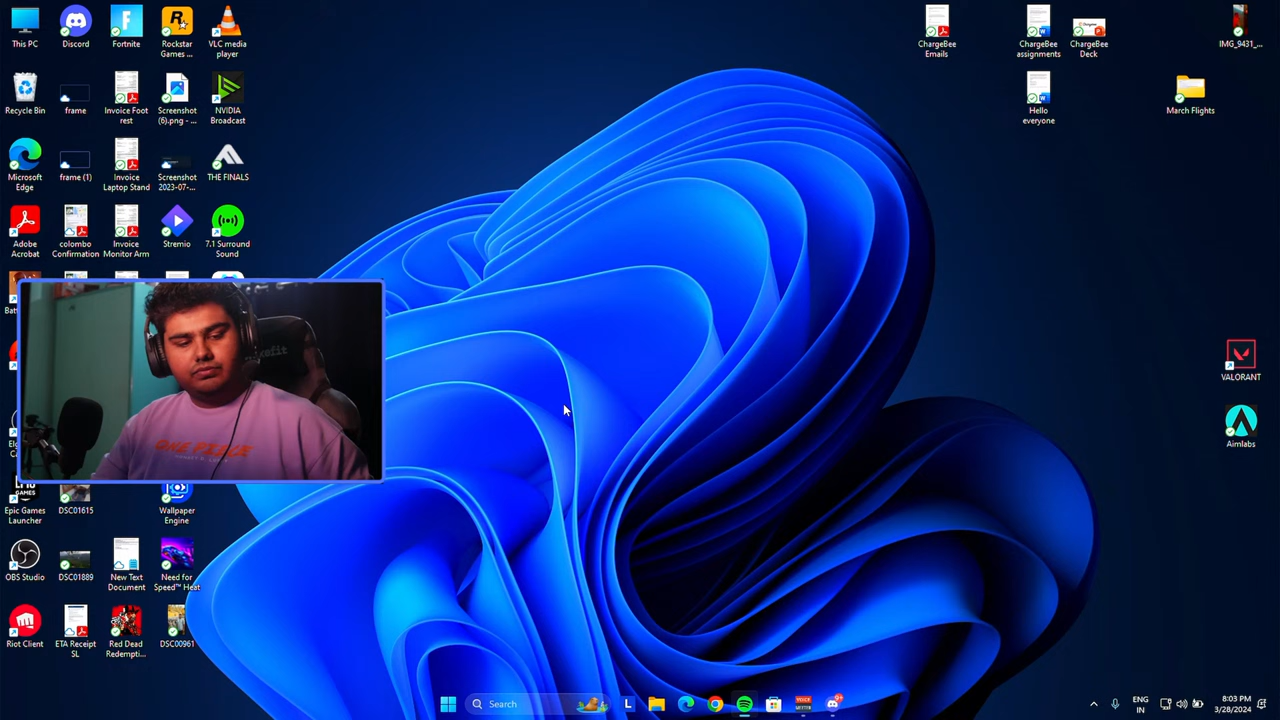 This PC
Discord
Fortnite
Rockstar
Games ...
VLC media
player
ChargeBee
Emails
ChargeBee
assignments
ChargeBee
Deck
IMG_9431_...
Recycle Bin
frame
Invoice Foot
rest
Screenshot
(6).png - ...
NVIDIA
Broadcast
Hello
everyone
March Flights
Microsoft
Edge
frame (1)
Invoice
Laptop Stand
Screenshot
2023-07-...
THE FINALS
Adobe
Acrobat
colombo
Confirmation
Invoice
Monitor Arm
Stremio
7.1 Surround
Sound
ONE PIECE
VALORANT
Aimlabs
GAMES
Epic Games
Launcher
DSC01615
Wallpaper
Engine
OBS Studio
DSC01889
New Text
Document
Need for
Speed™ Heat
Riot Client
ETA Receipt
SL
Red Dead
Redempti...
DSC00961
Search
L
VOICE
ENG
IN
8:03 PM
3/28/2024